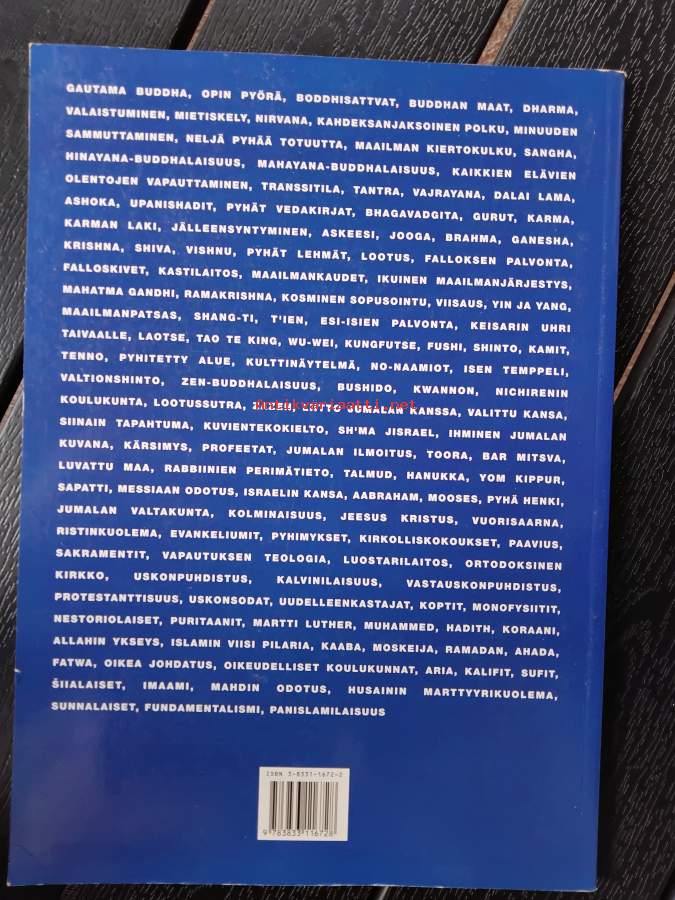 GAUTAMA BUDDHA, OPIN PYÖRÄ, BODDHISATTVAT, BUDDHAN MAAT, DHARMA,
VALAISTUMINEN, MIETISKELY, NIRVANA, KAHDEKSANJAKSOINEN POLKU, MINUUDEN
SAMMUTTAMINEN, NELJÄ PYHÄÄ TOTUUTTA, MAAILMAN KIERTOKULKU, SANGHA,
HINAYANA-BUDDHALAISUUS, MAHAYANA-BUDDHALAISUUS, KAIKKIEN ELÄVIEN
OLENTOJEN VAPAUTTAMINEN, TRANSSITILA, TANTRA, VAJRAYANA, DALAI LAMA,
ASHOKA, UPANISHADIT, PYHÄT VEDAKIRJAT, BHAGAVADGITA, GURUT, KARMA,
KARMAN LAKI, JÄLLEENSYNTYMINEN, ASKEESI, JOOGA, BRAHMA, GANESHA,
KRISHNA, SHIVA, VISHNU, PYHÄT LEHMÄT, LOOTUS, FALLOKSEN PALVONTA,
FALLOSKIVET, KASTILAITOS, MAAILMANKAUDET, IKUINEN MAAILMANJÄRJESTYS,
MAHATMA GANDHI, RAMAKRISHNA, KOSMINEN SOPUSOINTU, VIISAUS, YIN JA YANG,
MAAILMANPATSAS, SHANG-TI, T'IEN, ESI-ISIEN PALVONTA, KEISARIN UHRI
TAIVAALLE, LAOTSE, TAO TE KING, WU-WEI, KUNGFUTSE, FUSHI, SHINTO, KAMIT,
TENNO, PYHITETTY ALUE, KULTTINÄYTELMÄ, NO-NAAMIOT, ISEN TEMPPELI,
VALTIONSHINTO, ZEN-BUDDHALAISUUS, BUSHIDO, KWANNON, NICHIRENIN
KOULUKUNTA, LOOTUSSUTRA, LIITTO JUMALAN KANSSA, VALITTU KANSA,
antikvariaatti.net
SIINAIN TAPAHTUMA, KUVIENTEKOKIELTO, SH'MA JISRAEL, IHMINEN JUMALAN
KUVANA, KÄRSIMYS, PROFEETAT, JUMALAN ILMOITUS, TOORA, BAR MITSVA,
LUVATTU MAA, RABBIINIEN PERIMÄTIETO, TALMUD, HANUKKA, YOM KIPPUR,
SAPATTI, MESSIAAN ODOTUS, ISRAELIN KANSA, AABRAHAM, MOOSES, PYHÄ HENKI,
JUMALAN VALTAKUNTA, KOLMINAISUUS, JEESUS KRISTUS, VUORISAARNA,
RISTINKUOLEMA, EVANKELIUMIT, PYHIMYKSET, KIRKOLLISKOKOUKSET, PAAVIUS,
SAKRAMENTIT, VAPAUTUKSEN TEOLOGIA, LUOSTARILAITOS, ORTODOKSINEN
KIRKKO, USKONPUHDISTUS, KALVINILAISUUS, VASTAUSKONPUHDISTUS,
PROTESTANTTISUUS, USKONSODAT, UUDELLEENKASTAJAT, KOPTIT, MONOFYSIITIT,
NESTORIOLAISET, PURITAANIT, MARTTI LUTHER, MUHAMMED, HADITH, KORAANI,
ALLAHIN YKSEYS, ISLAMIN VIISI PILARIA, KAABA, MOSKEIJA, RAMADAN, AHADA,
FATWA, OIKEA JOHDATUS, OIKEUDELLISET KOULUKUNNAT, ARIA, KALIFIT, SUFIT,
ŠIIALAISET, IMAAMI, MAHDIN ODOTUS, HUSAININ MARTTYYRIKUOLEMA,
SUNNALAISET, FUNDAMENTALISMI, PANISLAMILAISUUS
ISBN 3-8331-1672-2
9 783833 116728